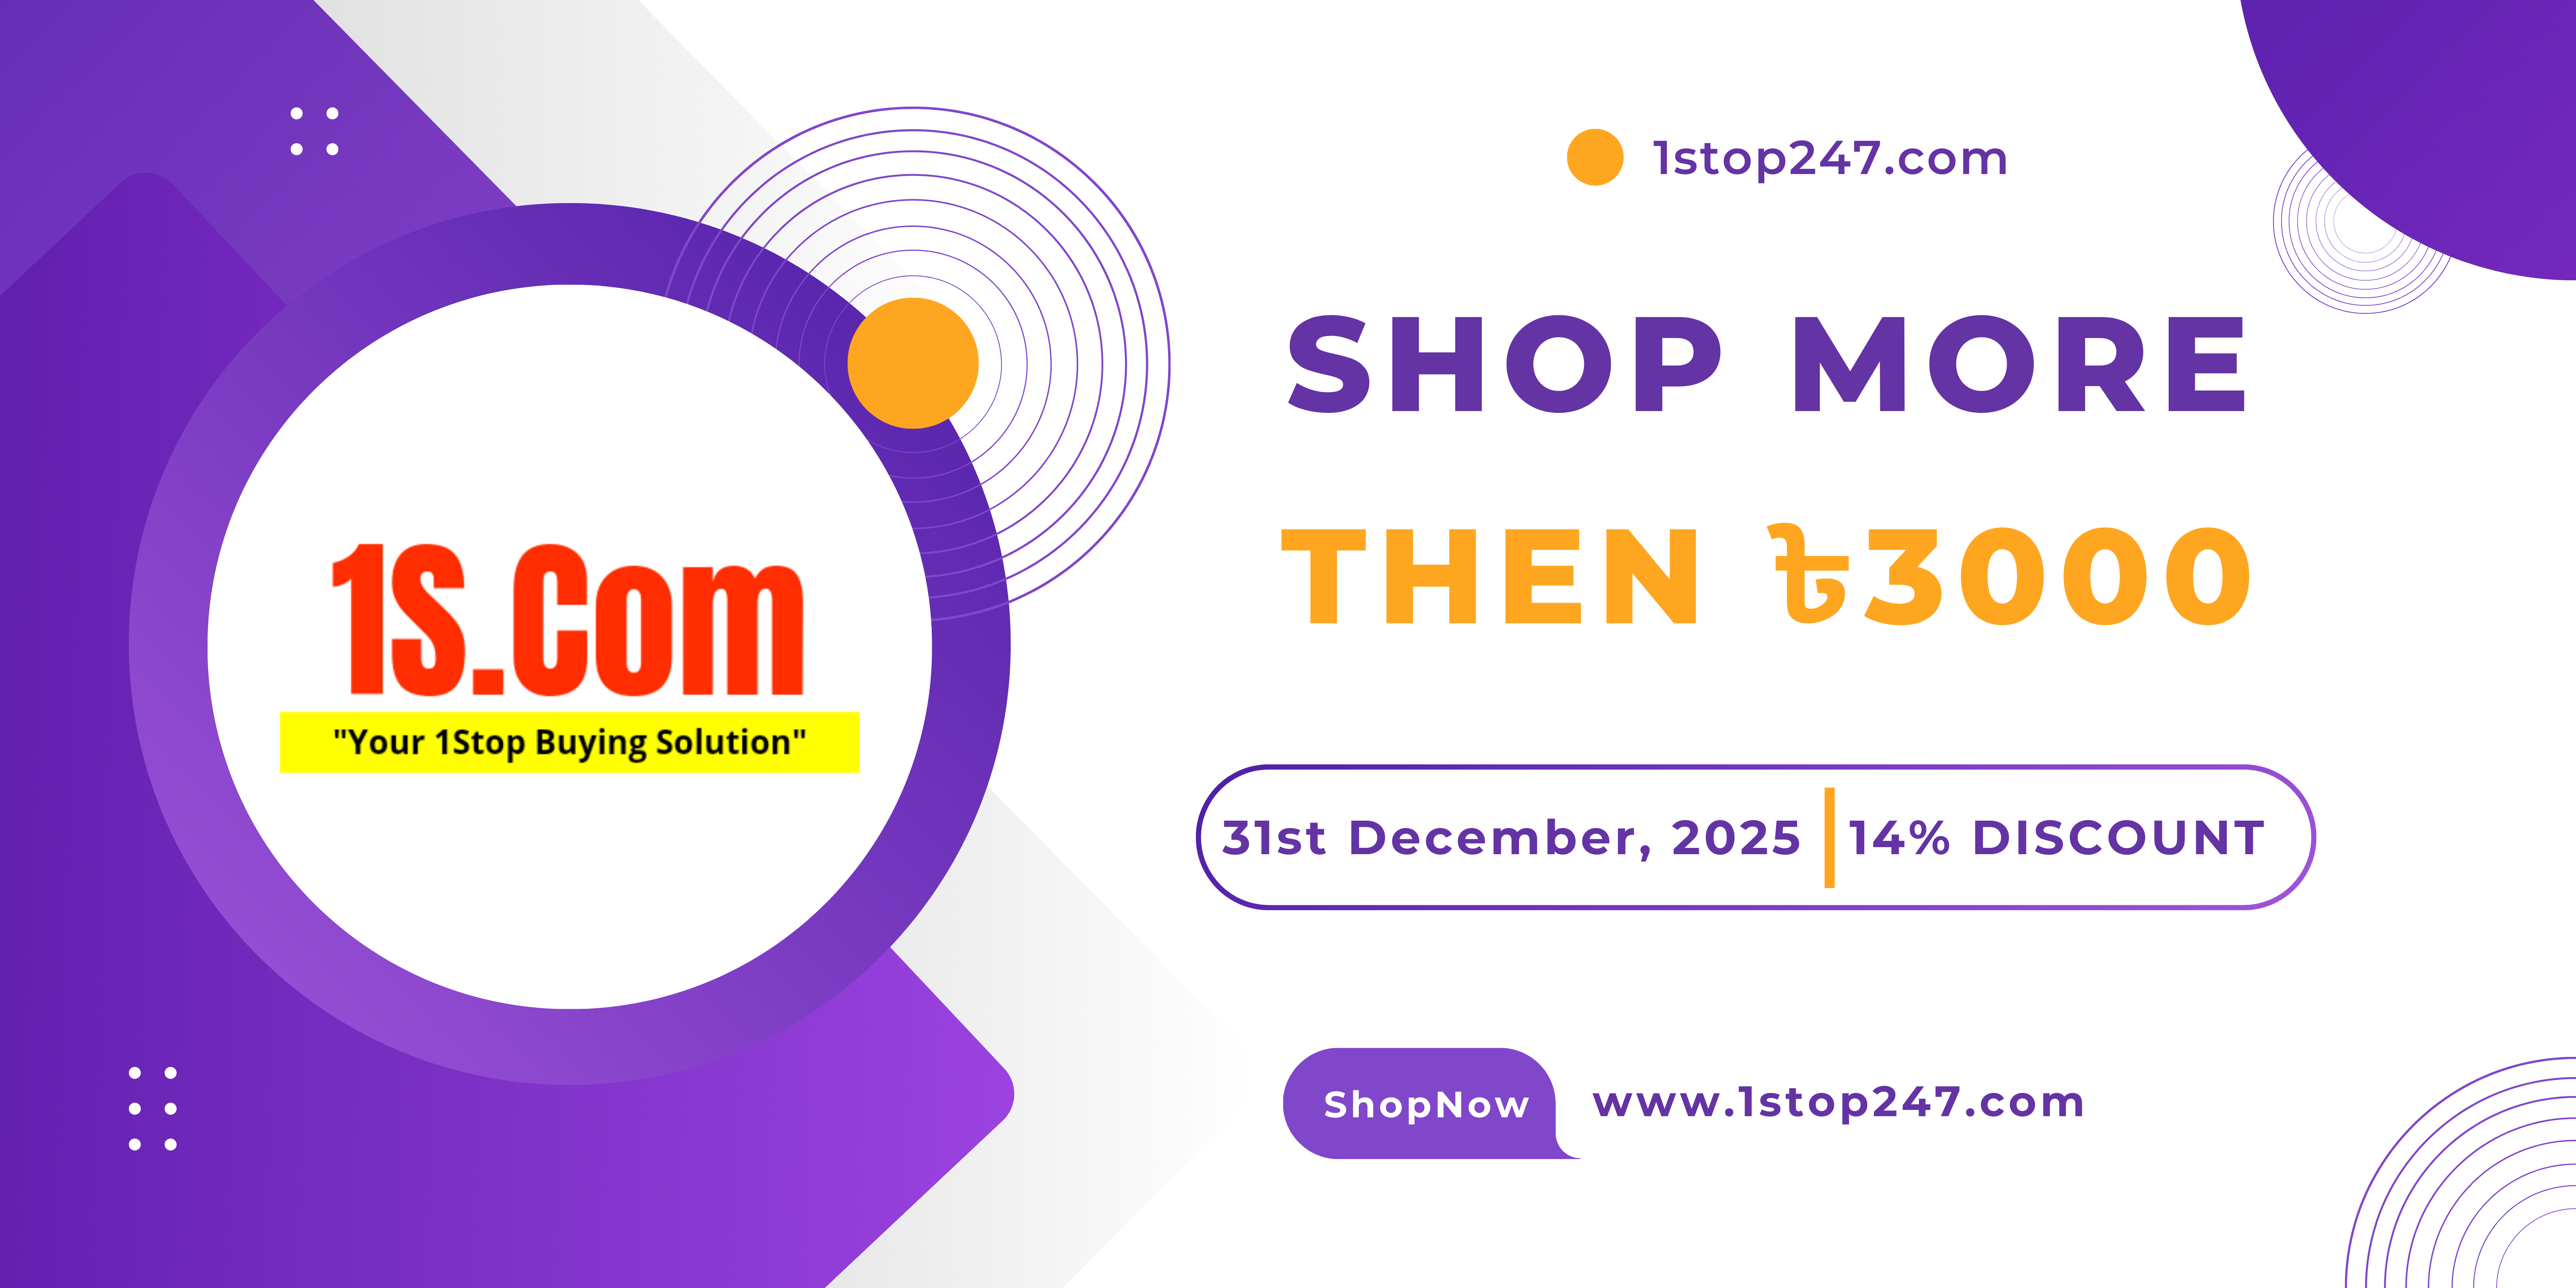 1stop247.com
SHOP MORE
THEN ৳3000
1S.Com
"Your 1Stop Buying Solution"
31st December, 2025 14% DISCOUNT
ShopNow www.1stop247.com